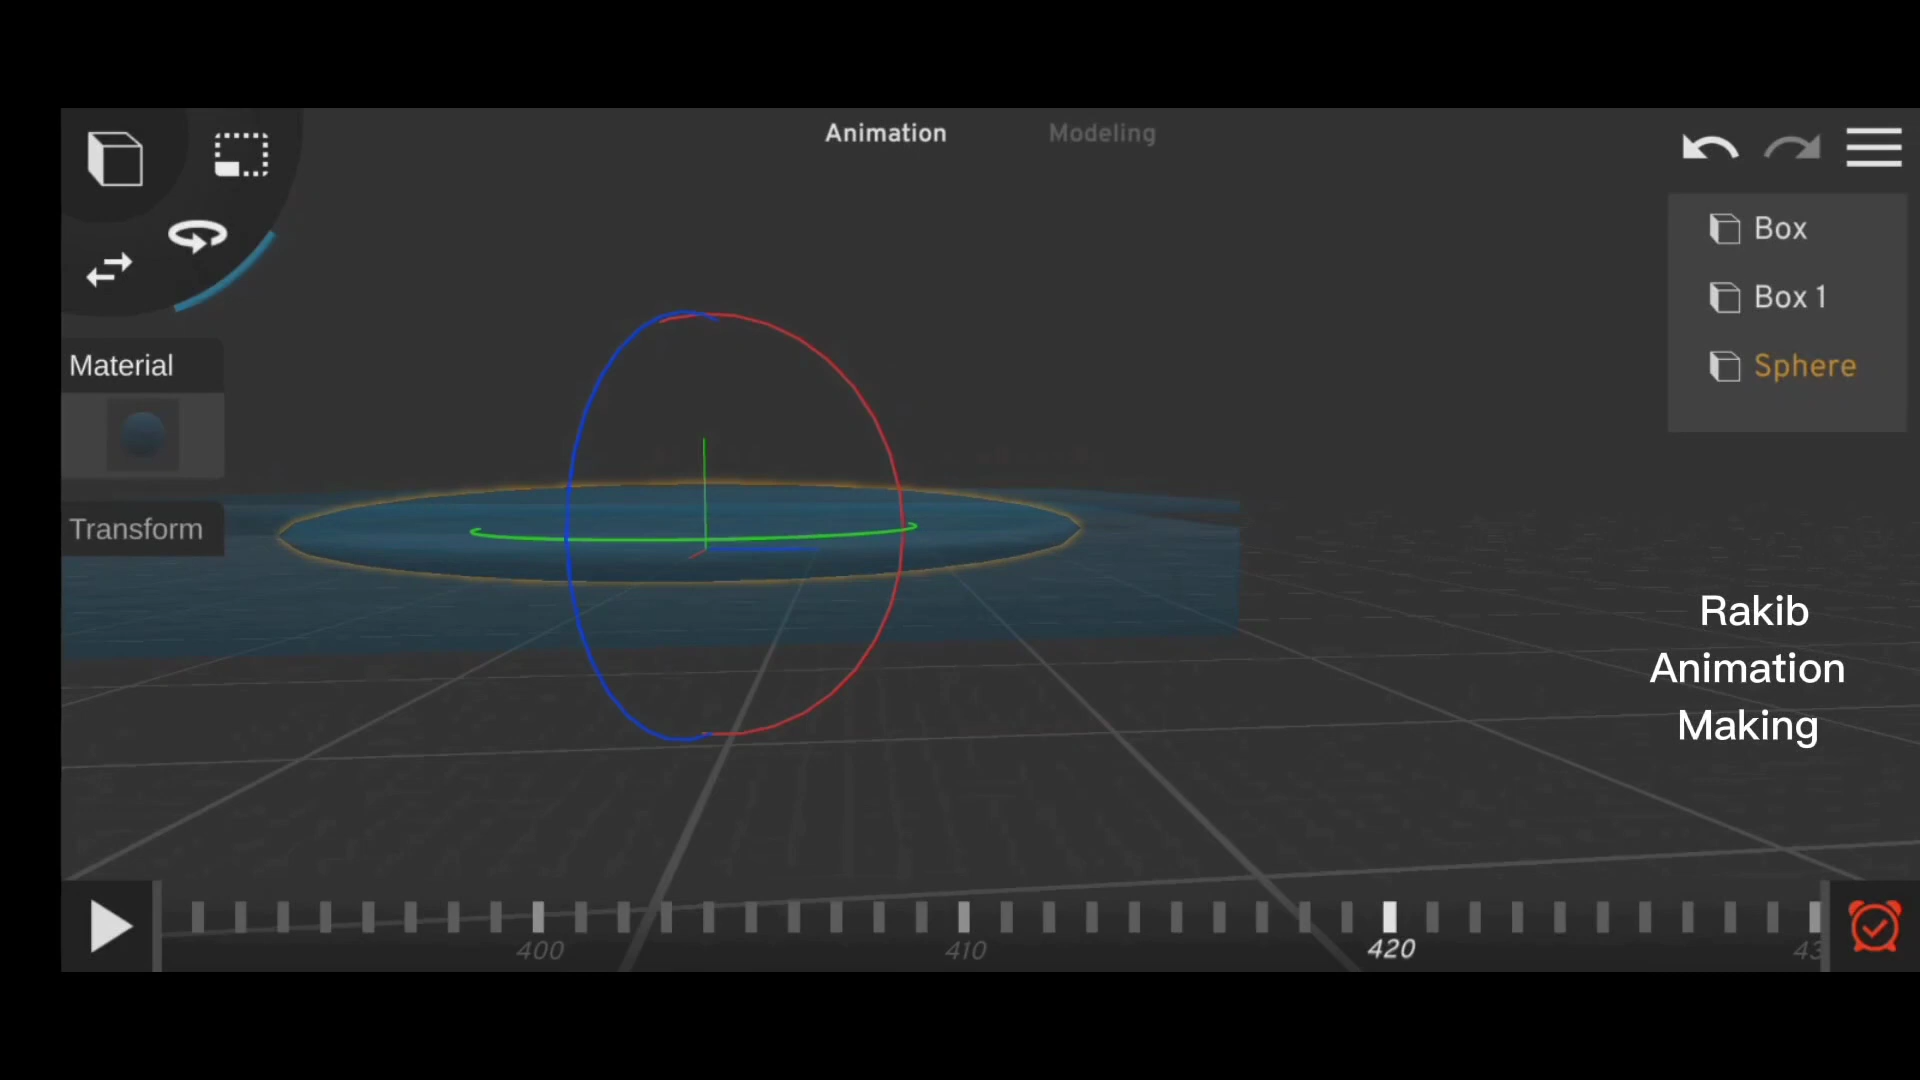 Animation
Modeling
Box
Box 1
Sphere
Material
Transform
Rakib
Animation
Making
400
410
420